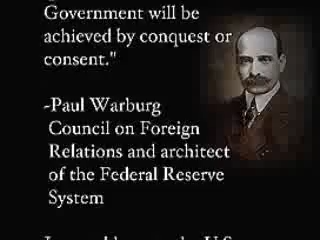 Government will be
achieved by conquest or
consent."
-Paul Warburg
Council on Foreign
Relations and architect
of the Federal Reserve
System